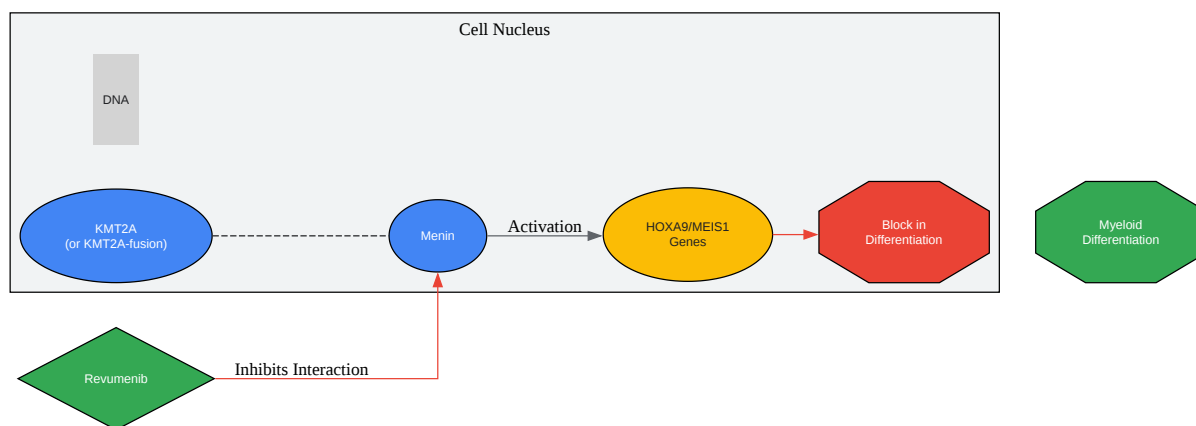 Cell Nucleus
DNA
KMT2A
(or KMT2A-fusion)
Menin
Activation
HOXA9/MEIS1
Genes
Block in
Differentiation
Myeloid
Differentiation
Revumenib
Inhibits Interaction